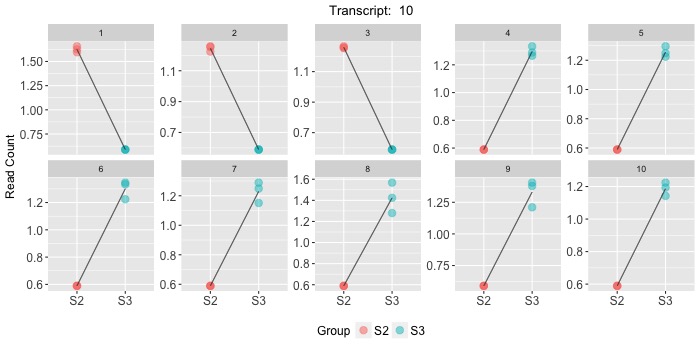 Transcript: 10
1 2 3 4 5
1.50 1.25 1.00 0.75
1.1 0.9 0.7
1.1 0.9 0.7
1.2 1.0 0.8 0.6
1.2 1.0 0.8 0.6
Read Count
6 7 8 9 10
1.2 1.0 0.8 0.6
1.2 1.0 0.8 0.6
1.6 1.4 1.2 1.0 0.8 0.6
1.25 1.00 0.75
1.2 1.0 0.8 0.6
S2 S3 S2 S3 S2 S3 S2 S3 S2 S3
Group S2 S3